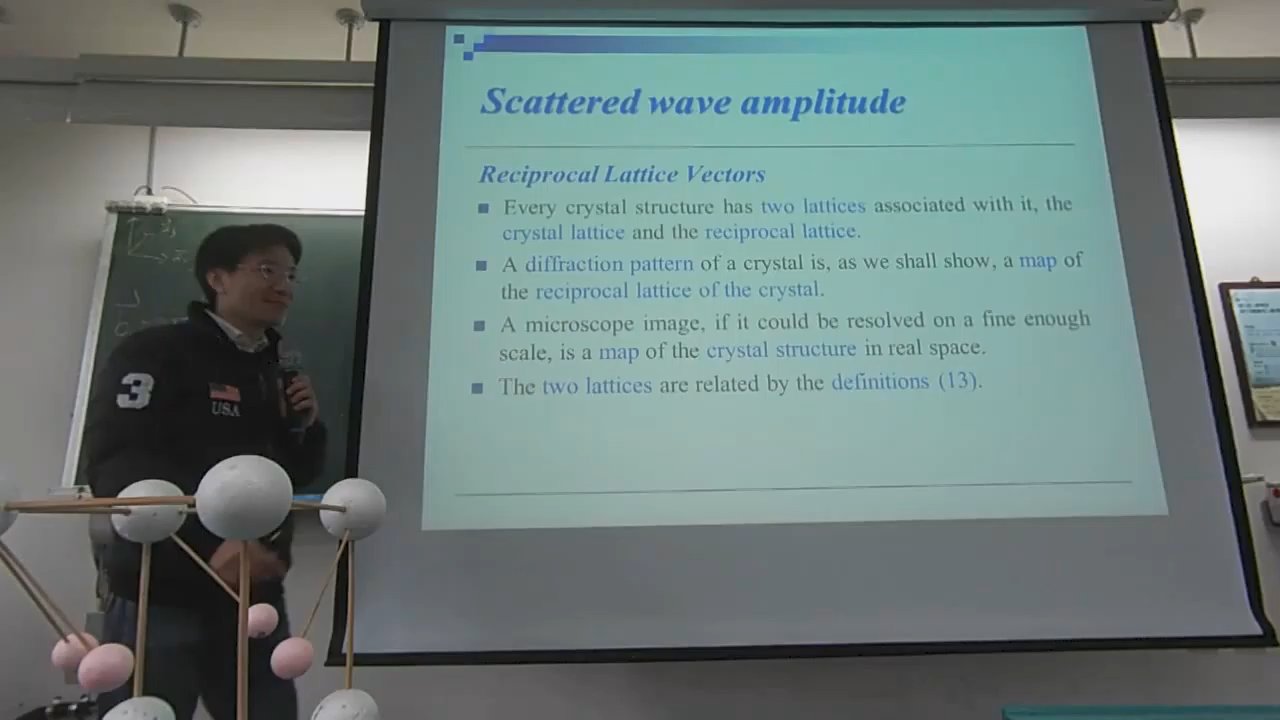 Scattered wave amplitude
Reciprocal Lattice Vectors
Every crystal structure has two lattices associated with it, the
crystal lattice and the reciprocal lattice.
A diffraction pattern of a crystal is, as we shall show, a map of
the reciprocal lattice of the crystal.
A microscope image, if it could be resolved on a fine enough
scale, is a map of the crystal structure in real space.
The two lattices are related by the definitions (13).
3
USA